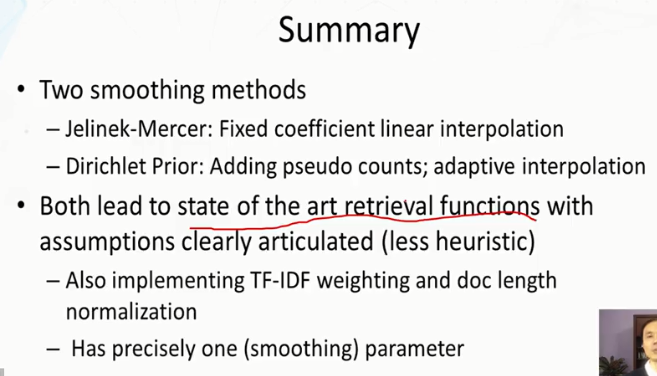 Summary
• Two smoothing methods
– Jelinek-Mercer: Fixed coefficient linear interpolation
– Dirichlet Prior: Adding pseudo counts; adaptive interpolation
• Both lead to state of the art retrieval functions with
assumptions clearly articulated (less heuristic)
– Also implementing TF-IDF weighting and doc length
normalization
– Has precisely one (smoothing) parameter